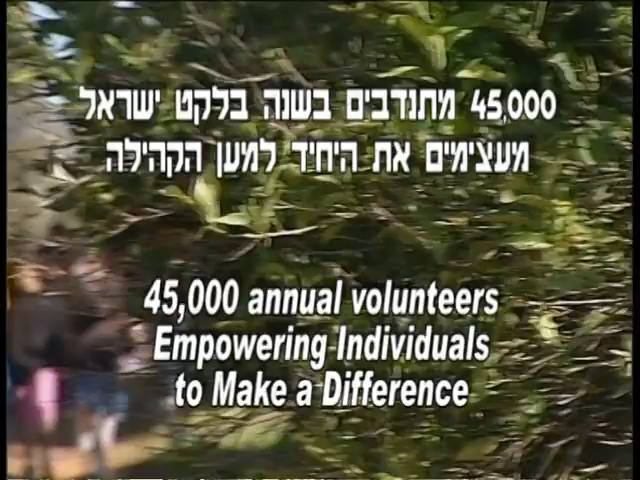 45,000 מתנדבים בשנה בלקט ישראל
מעצימים את היחיד למען הקהילה
45,000 annual volunteers
Empowering Individuals
to Make a Difference